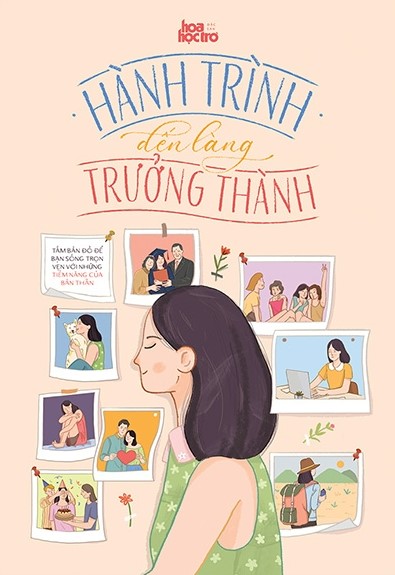 hoa
học trò
HÀNH TRÌNH
đến làng
TRƯỞNG THÀNH
TẤM BẢN ĐỒ ĐỂ
BẠN SỐNG TRỌN
VẸN VỚI NHỮNG
TIỀM NĂNG CỦA
BẢN THÂN